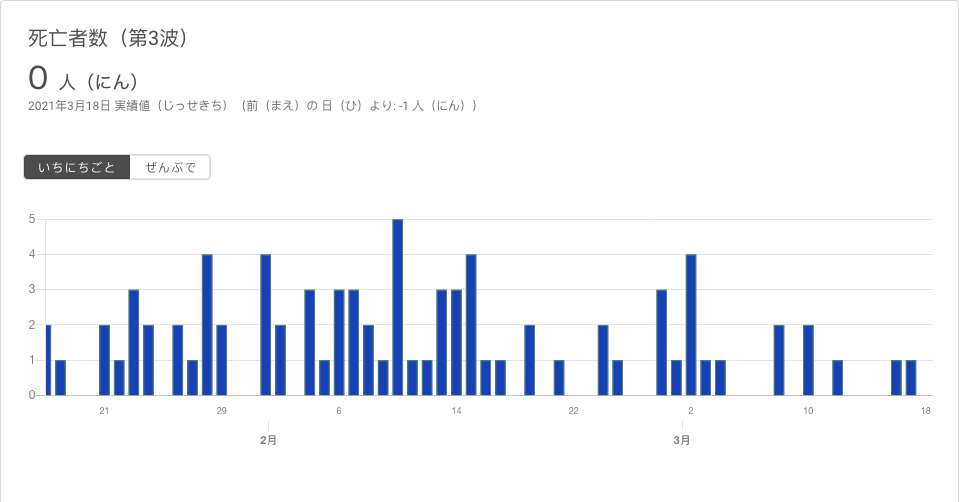 死亡者数（第3波）
0 人（にん）
2021年3月18日 実績値（じっせきち）（前（まえ）の 日（ひ）より: -1 人（にん））
いちにちごと ぜんぶで
5
4
3
2
1
0
21 29 6 14 22 2 10 18
2月 3月